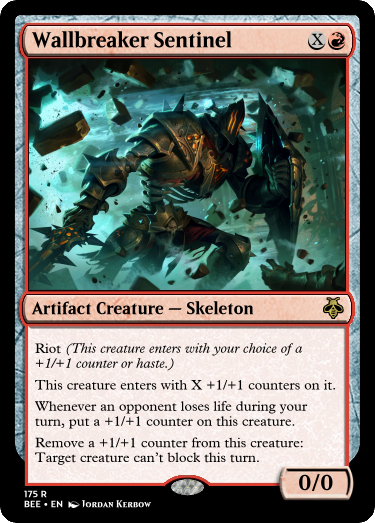 Wallbreaker Sentinel X
Artifact Creature — Skeleton
Riot (This creature enters with your choice of a
+1/+1 counter or haste.)
This creature enters with X +1/+1 counters on it.
Whenever an opponent loses life during your
turn, put a +1/+1 counter on this creature.
Remove a +1/+1 counter from this creature:
Target creature can't block this turn.
0/0
175 R
BEE • EN Jordan Kerbow